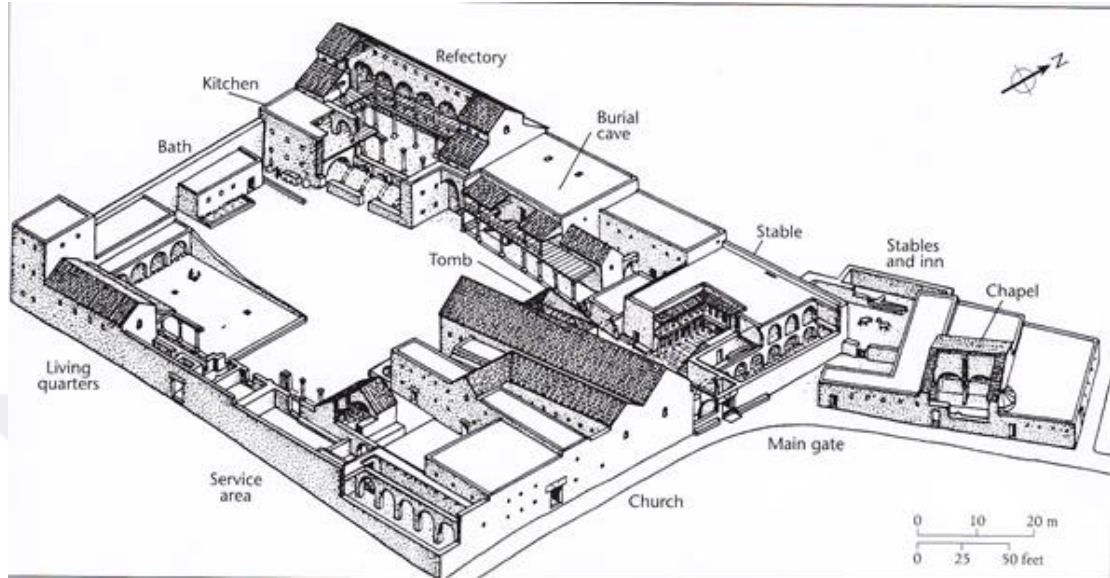 Refectory
N
Kitchen
Burial
cave
Bath
Stable
Stables
and inn
Tomb
Chapel
Living
quarters
Main gate
Service
area
Church
0 10 20 m
0 25 50 feet